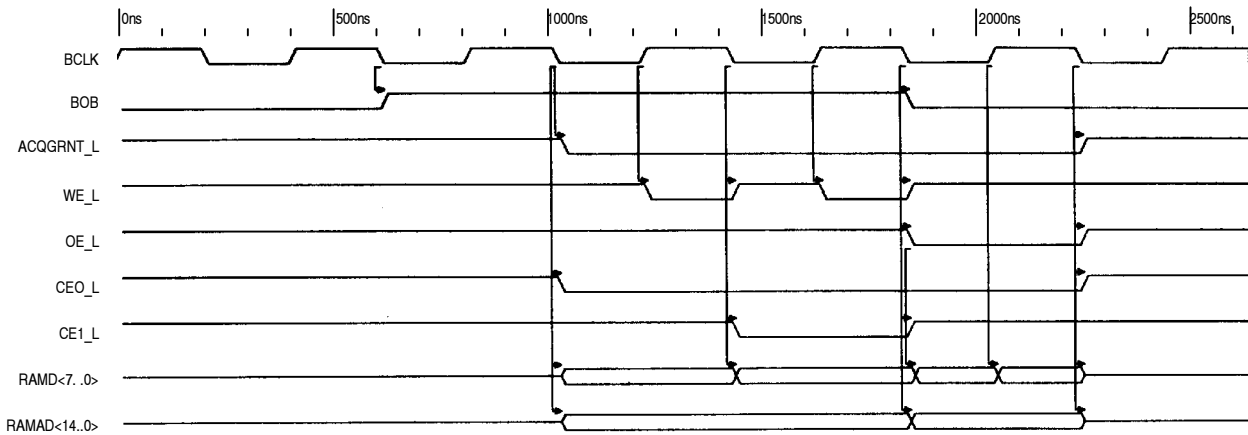 0ns 500ns 1000ns 1500ns 2000ns 2500ns
BCLK
BOB
ACQGRNT_L
WE_L
OE_L
CEO_L
CE1_L
RAMD<7. .0>
RAMAD<14..0>